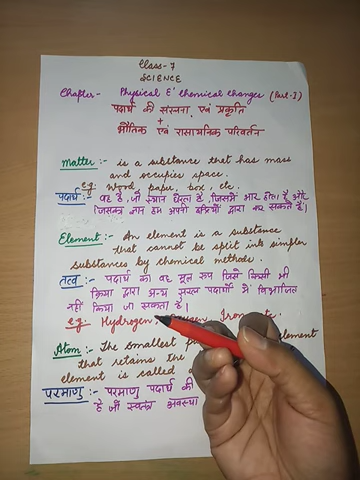 Class-7
SCIENCE
Chapter- Physical & Chemical Changes (Part-I)
पदार्थ की संरचना एवं प्रकृति
+
भौतिक एवं रासायनिक परिवर्तन
Matter:- is a substance that has mass
and occupies space.
e.g. Wood, paper, box, etc.
पदार्थ:- वह है, जो स्थान घेरता है, जिसमें भार होता है और
जिसका ज्ञान हम अपनी इन्द्रियों द्वारा कर सकते हैं।
Element:- An element is a substance
that cannot be split into simpler
substances by chemical methods.
तत्व:- पदार्थ का वह मूल रूप जिसे किसी भी
क्रिया द्वारा अन्य सरल पदार्थों में विभाजित
नहीं किया जा सकता है।
e.g. Hydrogen, Iron
Atom:- The smallest element
that retains the
element is called
परमाणु:- परमाणु पदार्थ की
है जो स्वतंत्र अवस्था